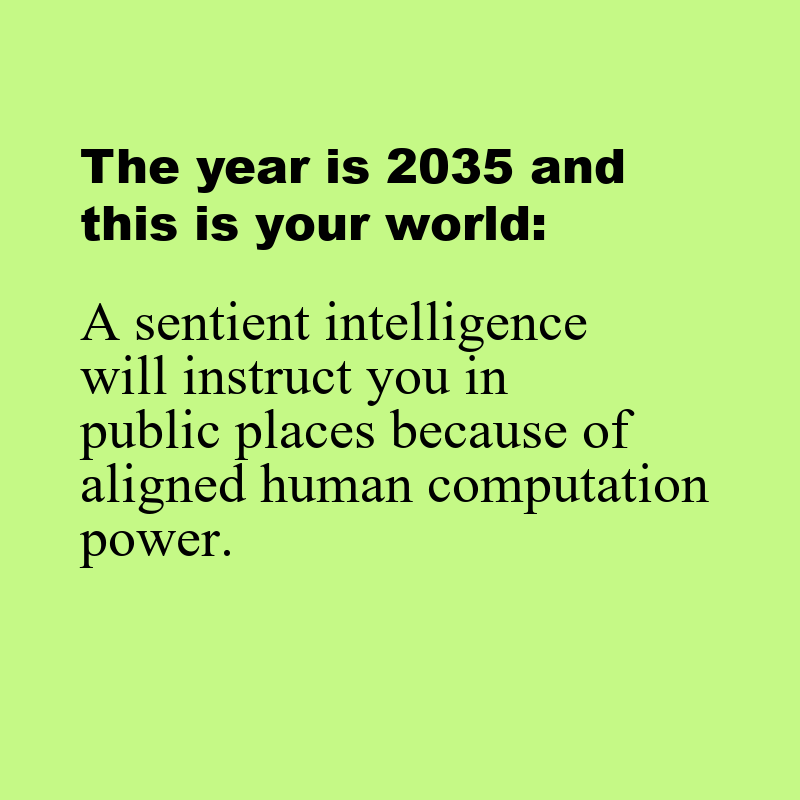 The year is 2035 and
this is your world:
A sentient intelligence
will instruct you in
public places because of
aligned human computation
power.